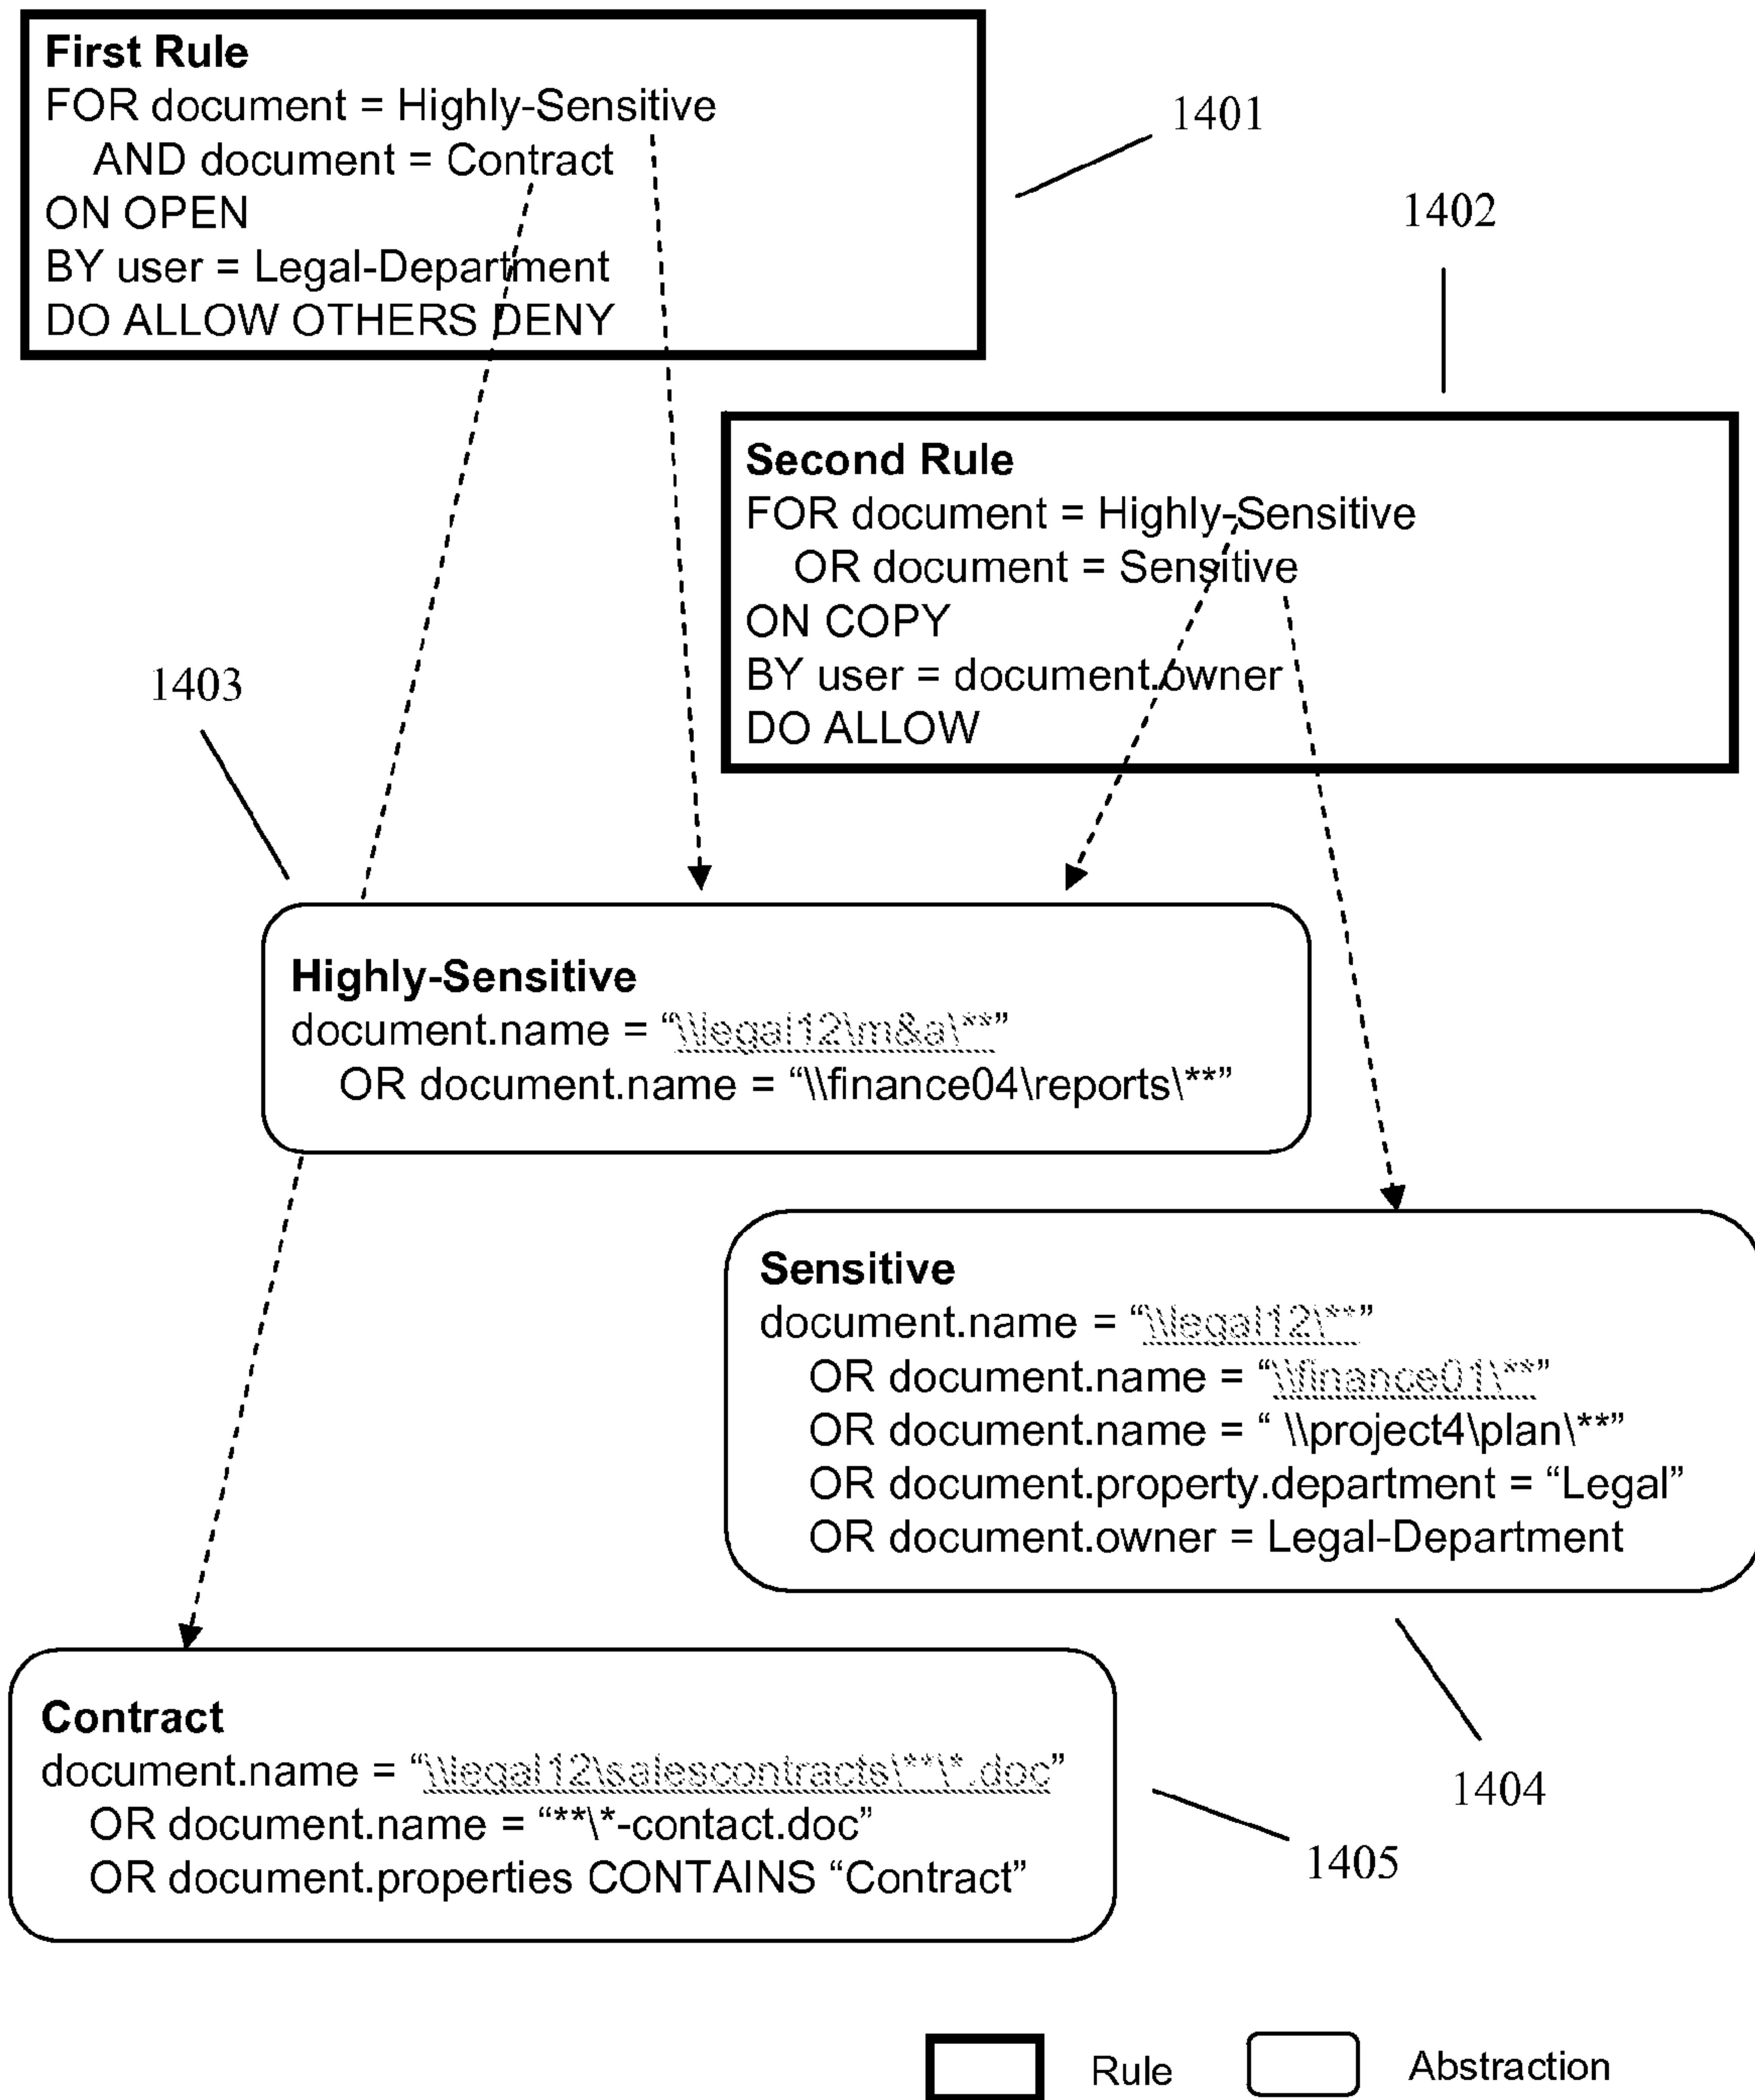 First Rule
FOR document = Highly-Sensitive
AND document = Contract
ON OPEN
BY user = Legal-Department
DO ALLOW OTHERS DENY
1401
1402
Second Rule
FOR document = Highly-Sensitive
OR document = Sensitive
ON COPY
BY user = document.owner
DO ALLOW
1403
Highly-Sensitive
document.name = “\\legal12\m&a\**”
OR document.name = “\\finance04\reports\**”
Sensitive
document.name = “\\legal12\**”
OR document.name = “\\finance01\**”
OR document.name = “ \\project4\plan\**”
OR document.property.department = “Legal”
OR document.owner = Legal-Department
1404
Contract
document.name = “\\legal12\salescontracts\**\*.doc”
OR document.name = “**\*-contact.doc”
OR document.properties CONTAINS “Contract”
1405
Rule
Abstraction